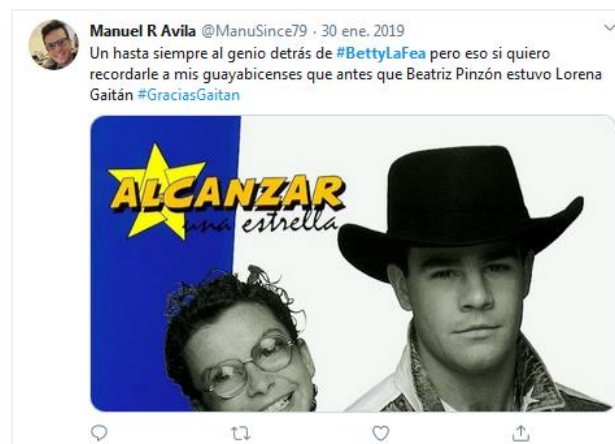 Manuel R Avila @ManuSince79 · 30 ene. 2019
Un hasta siempre al genio detrás de #BettyLaFea pero eso si quiero
recordarle a mis guayabicenses que antes que Beatriz Pinzón estuvo Lorena
Gaitán #GraciasGaitan
ALCANZAR
una estrella